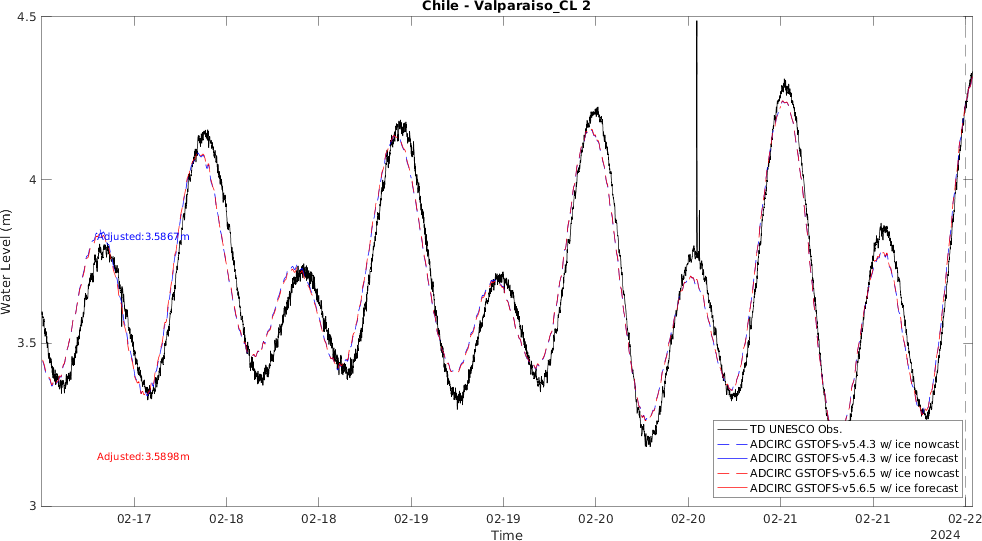 Chile - Valparaiso_CL 2
Water Level (m)
4.5
4
3.5
3
Adjusted:3.5867m
Adjusted:3.5898m
TD UNESCO Obs.
ADCIRC GSTOFS-v5.4.3 w/ ice nowcast
ADCIRC GSTOFS-v5.4.3 w/ ice forecast
ADCIRC GSTOFS-v5.6.5 w/ ice nowcast
ADCIRC GSTOFS-v5.6.5 w/ ice forecast
02-17 02-18 02-18 02-19 02-19 02-20 02-20 02-21 02-21 02-22
2024
Time